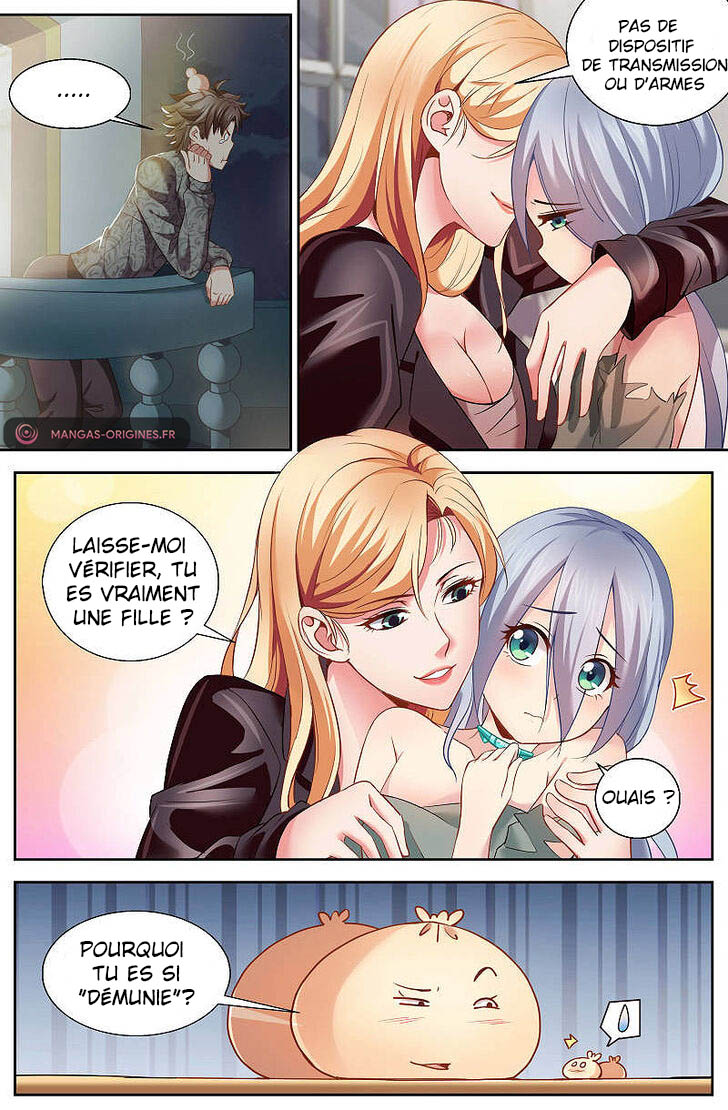 .....
PAS DE
DISPOSITIF
DE TRANSMISSION
OU D'ARMES
MANGAS-ORIGINES.FR
LAISSE-MOI
VÉRIFIER, TU
ES VRAIMENT
UNE FILLE ?
OUAIS ?
POURQUOI
TU ES SI
"DÉMUNIE"?